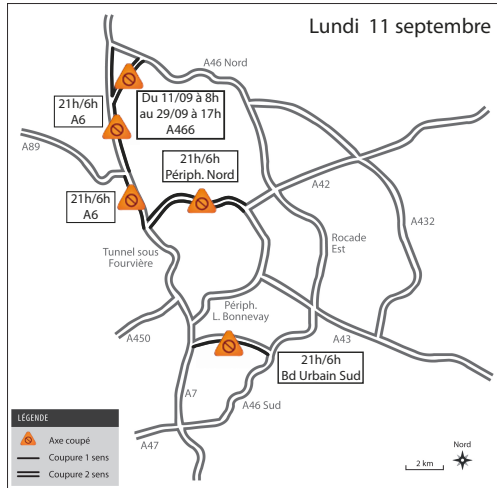 Lundi 11 septembre
A46 Nord
21h/6h
A6
Du 11/09 à 8h
au 29/09 à 17h
A466
A89
21h/6h
Périph. Nord
A42
21h/6h
A6
A432
Rocade
Est
Tunnel sous
Fourvière
Périph.
L. Bonnevay
A450
A43
21h/6h
Bd Urbain Sud
A7
A46 Sud
A47
LÉGENDE
Axe coupé
Coupure 1 sens
Coupure 2 sens
Nord
2 km